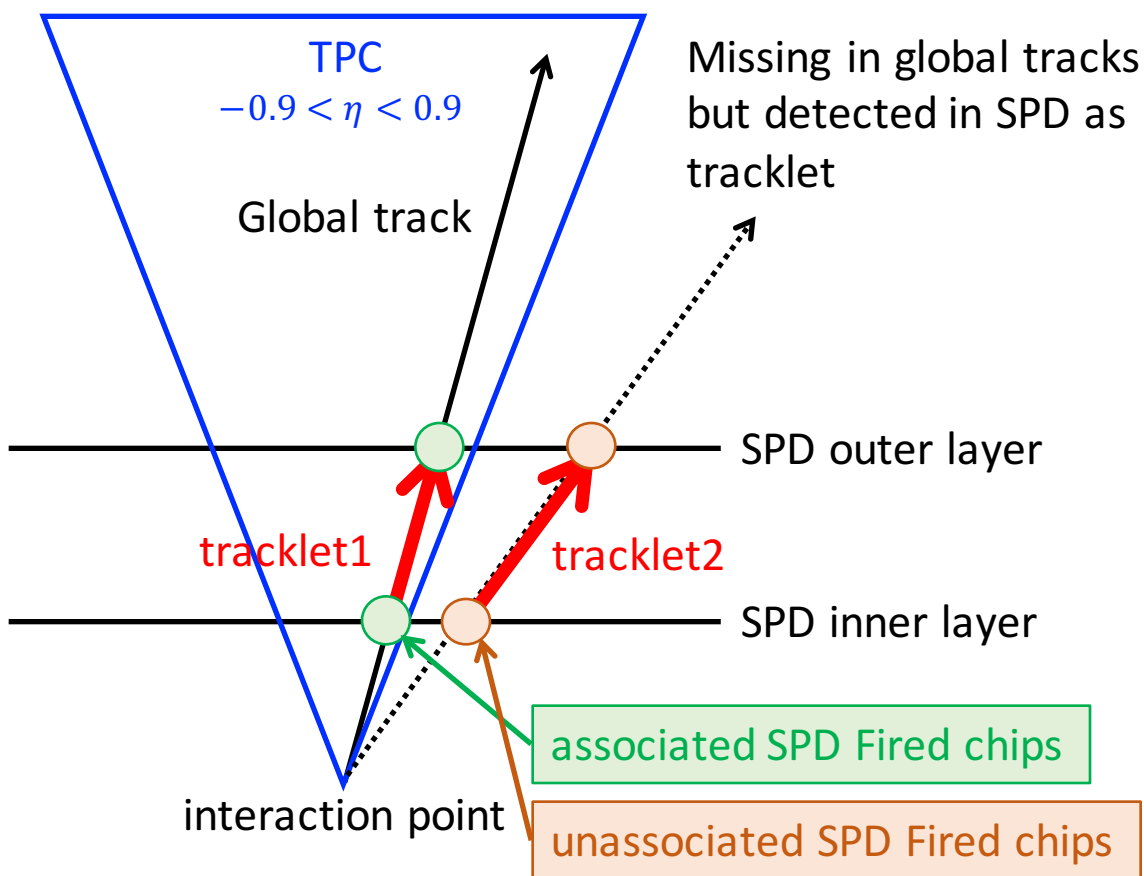 TPC
−0.9 < η < 0.9
Missing in global tracks
but detected in SPD as
tracklet
Global track
SPD outer layer
tracklet1
tracklet2
SPD inner layer
associated SPD Fired chips
interaction point
unassociated SPD Fired chips